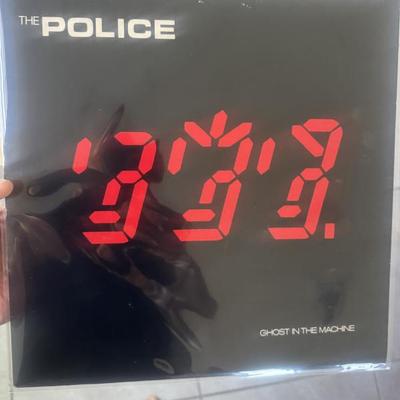 THE POLICE
GHOST IN THE MACHINE